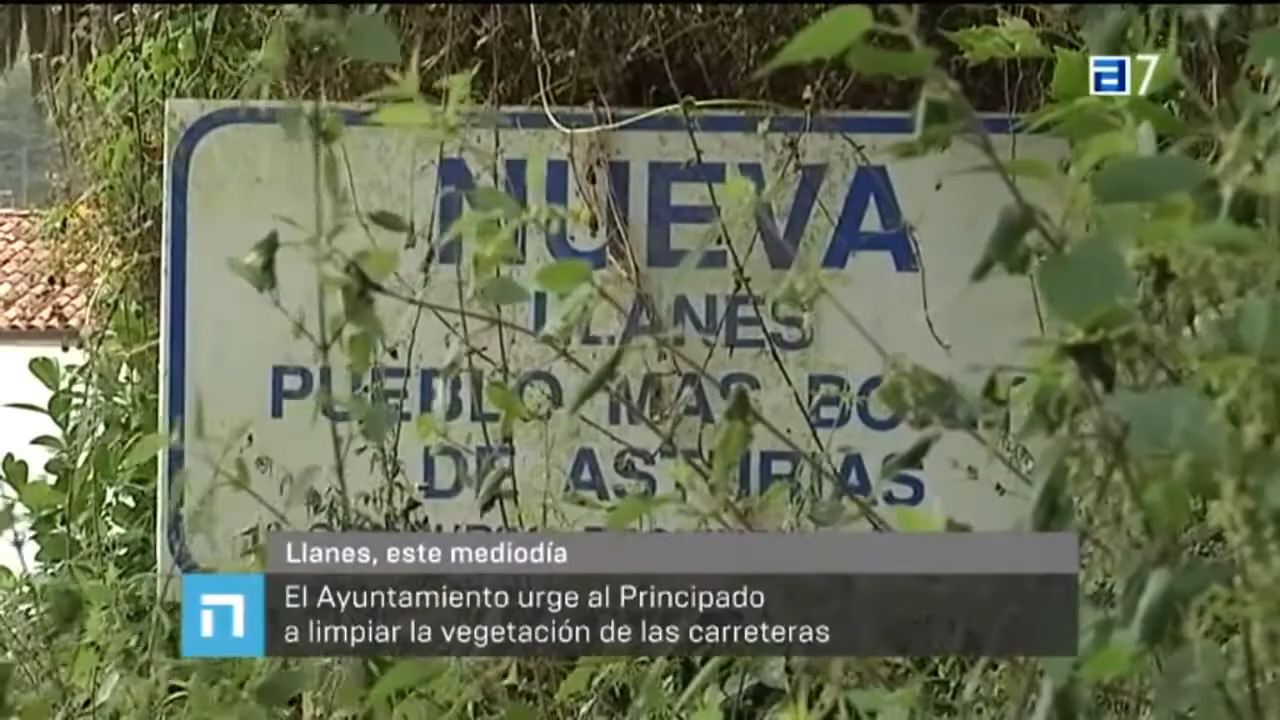 a7
NUEVA
LLANES
PUEBLO MAS
DE ASTURIAS
Llanes, este mediodía
El Ayuntamiento urge al Principado
a limpiar la vegetación de las carreteras